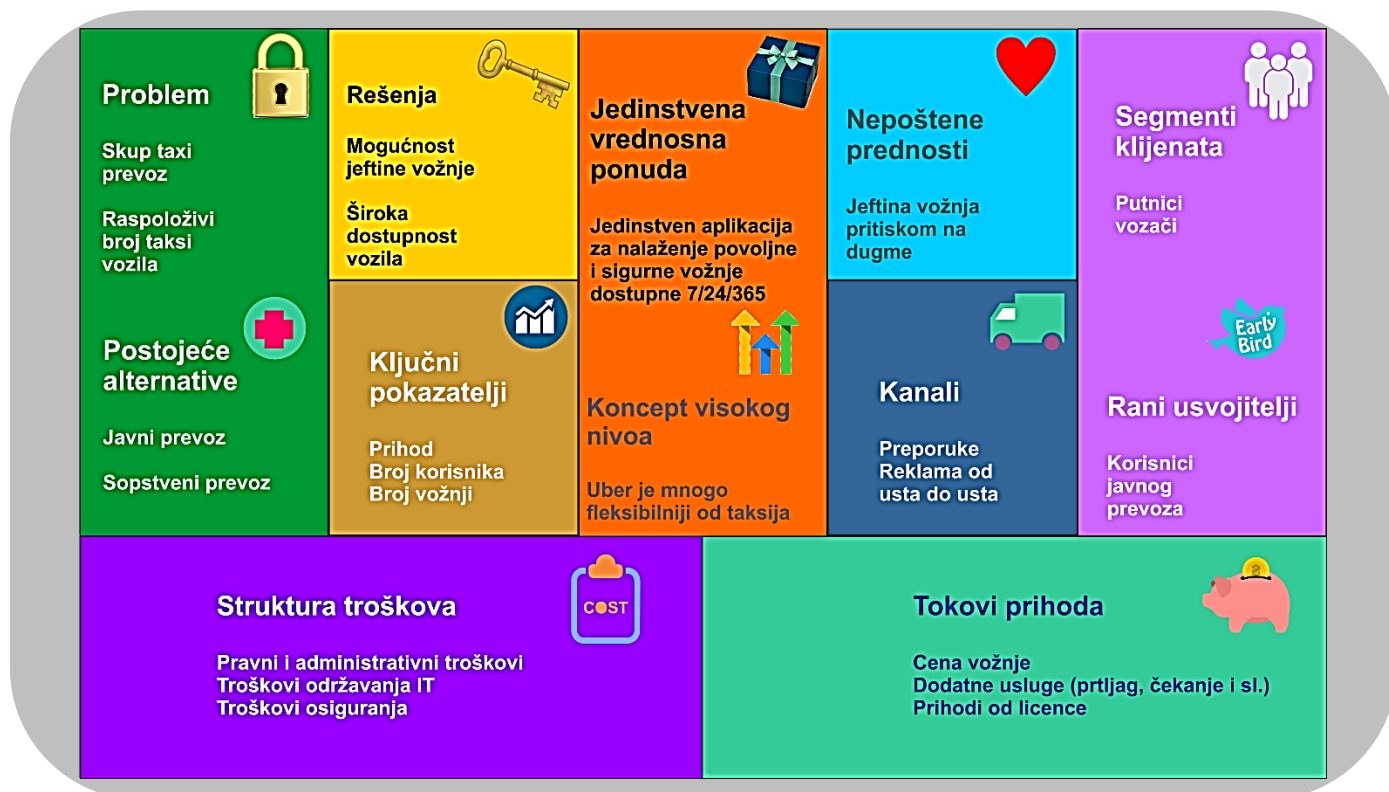 Problem
Skup taxi
prevoz
Raspoloživi
broj taksi
vozila
Postojeće
alternative
Javni prevoz
Sopstveni prevoz
Rešenja
Mogućnost
jeftine vožnje
Široka
dostupnost
vozila
Ključni
pokazatelji
Prihod
Broj korisnika
Broj vožnji
Jedinstvena
vrednosna
ponuda
Jedinstven aplikacija
za nalaženje povoljne
i sigurne vožnje
dostupne 7/24/365
Koncept visokog
nivoa
Uber je mnogo
fleksibilniji od taksija
Nepoštene
prednosti
Jeftina vožnja
pritiskom na
dugme
Kanali
Preporuke
Reklama od
usta do usta
Segmenti
klijenata
Putnici
vozači
Early
Bird
Rani usvojitelji
Korisnici
javnog
prevoza
Struktura troškova
COST
Pravni i administrativni troškovi
Troškovi održavanja IT
Troškovi osiguranja
Tokovi prihoda
Cena vožnje
Dodatne usluge (prtljag, čekanje i sl.)
Prihodi od licence